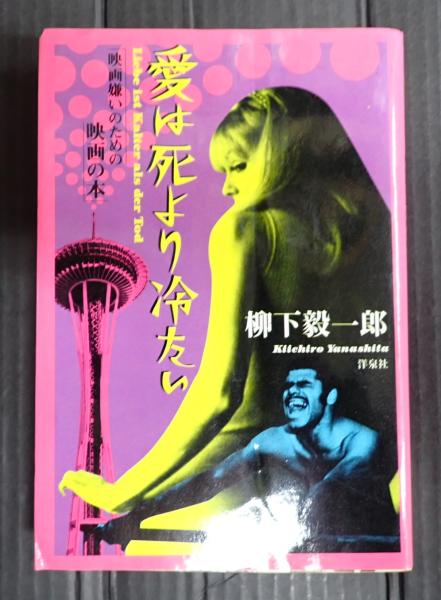 愛は死より冷たい
Liebe ist Kalter als der Tod
映画嫌いのための
映画の本
柳下毅一郎
Kiichiro Yanashita
洋泉社